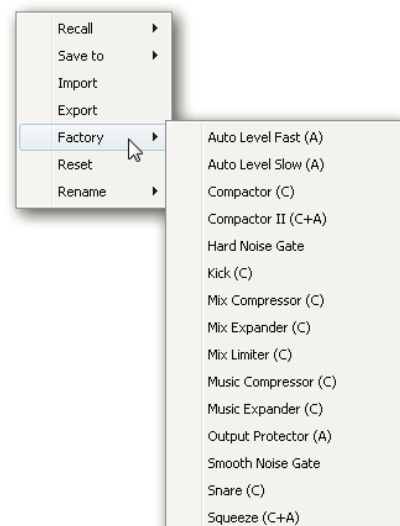 Recall
Save to
Import
Export
Factory
Reset
Rename
Auto Level Fast (A)
Auto Level Slow (A)
Compactor (C)
Compactor II (C+A)
Hard Noise Gate
Kick (C)
Mix Compressor (C)
Mix Expander (C)
Mix Limiter (C)
Music Compressor (C)
Music Expander (C)
Output Protector (A)
Smooth Noise Gate
Snare (C)
Squeeze (C+A)